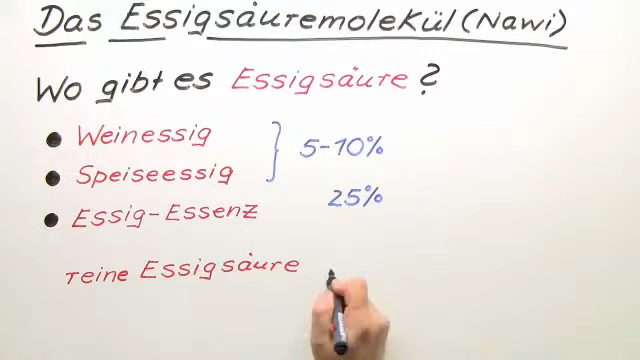 Das Essigsäuremolekül (Nawi)
Wo gibt es Essigsäure?
Weinessig
Speiseessig
} 5-10%
Essig-Essenz 25%
reine Essigsäure